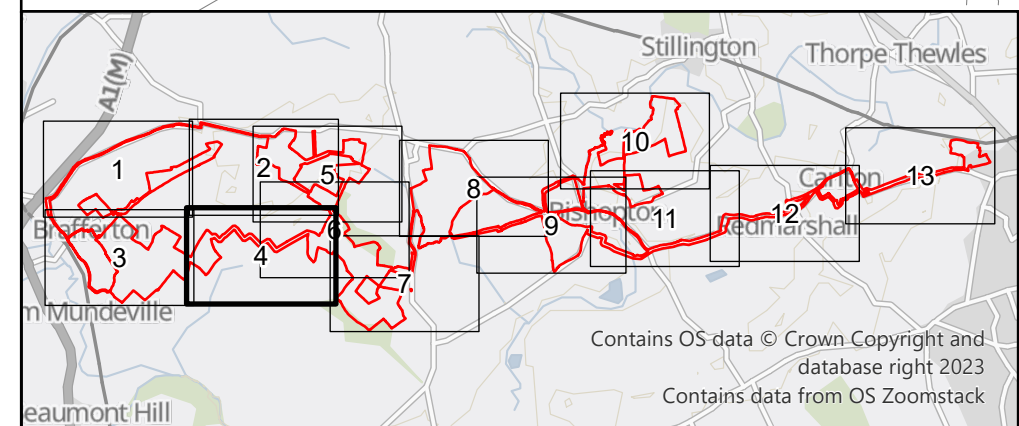 Stillington
Thorpe Thewles
A1(M)
1
2
5
10
8
13
Carlton
Bishopton
11
12
Redmarshall
Brafferton
3
4
6
9
7
m Mundeville
Contains OS data © Crown Copyright and
database right 2023
Contains data from OS Zoomstack
eaumont Hill